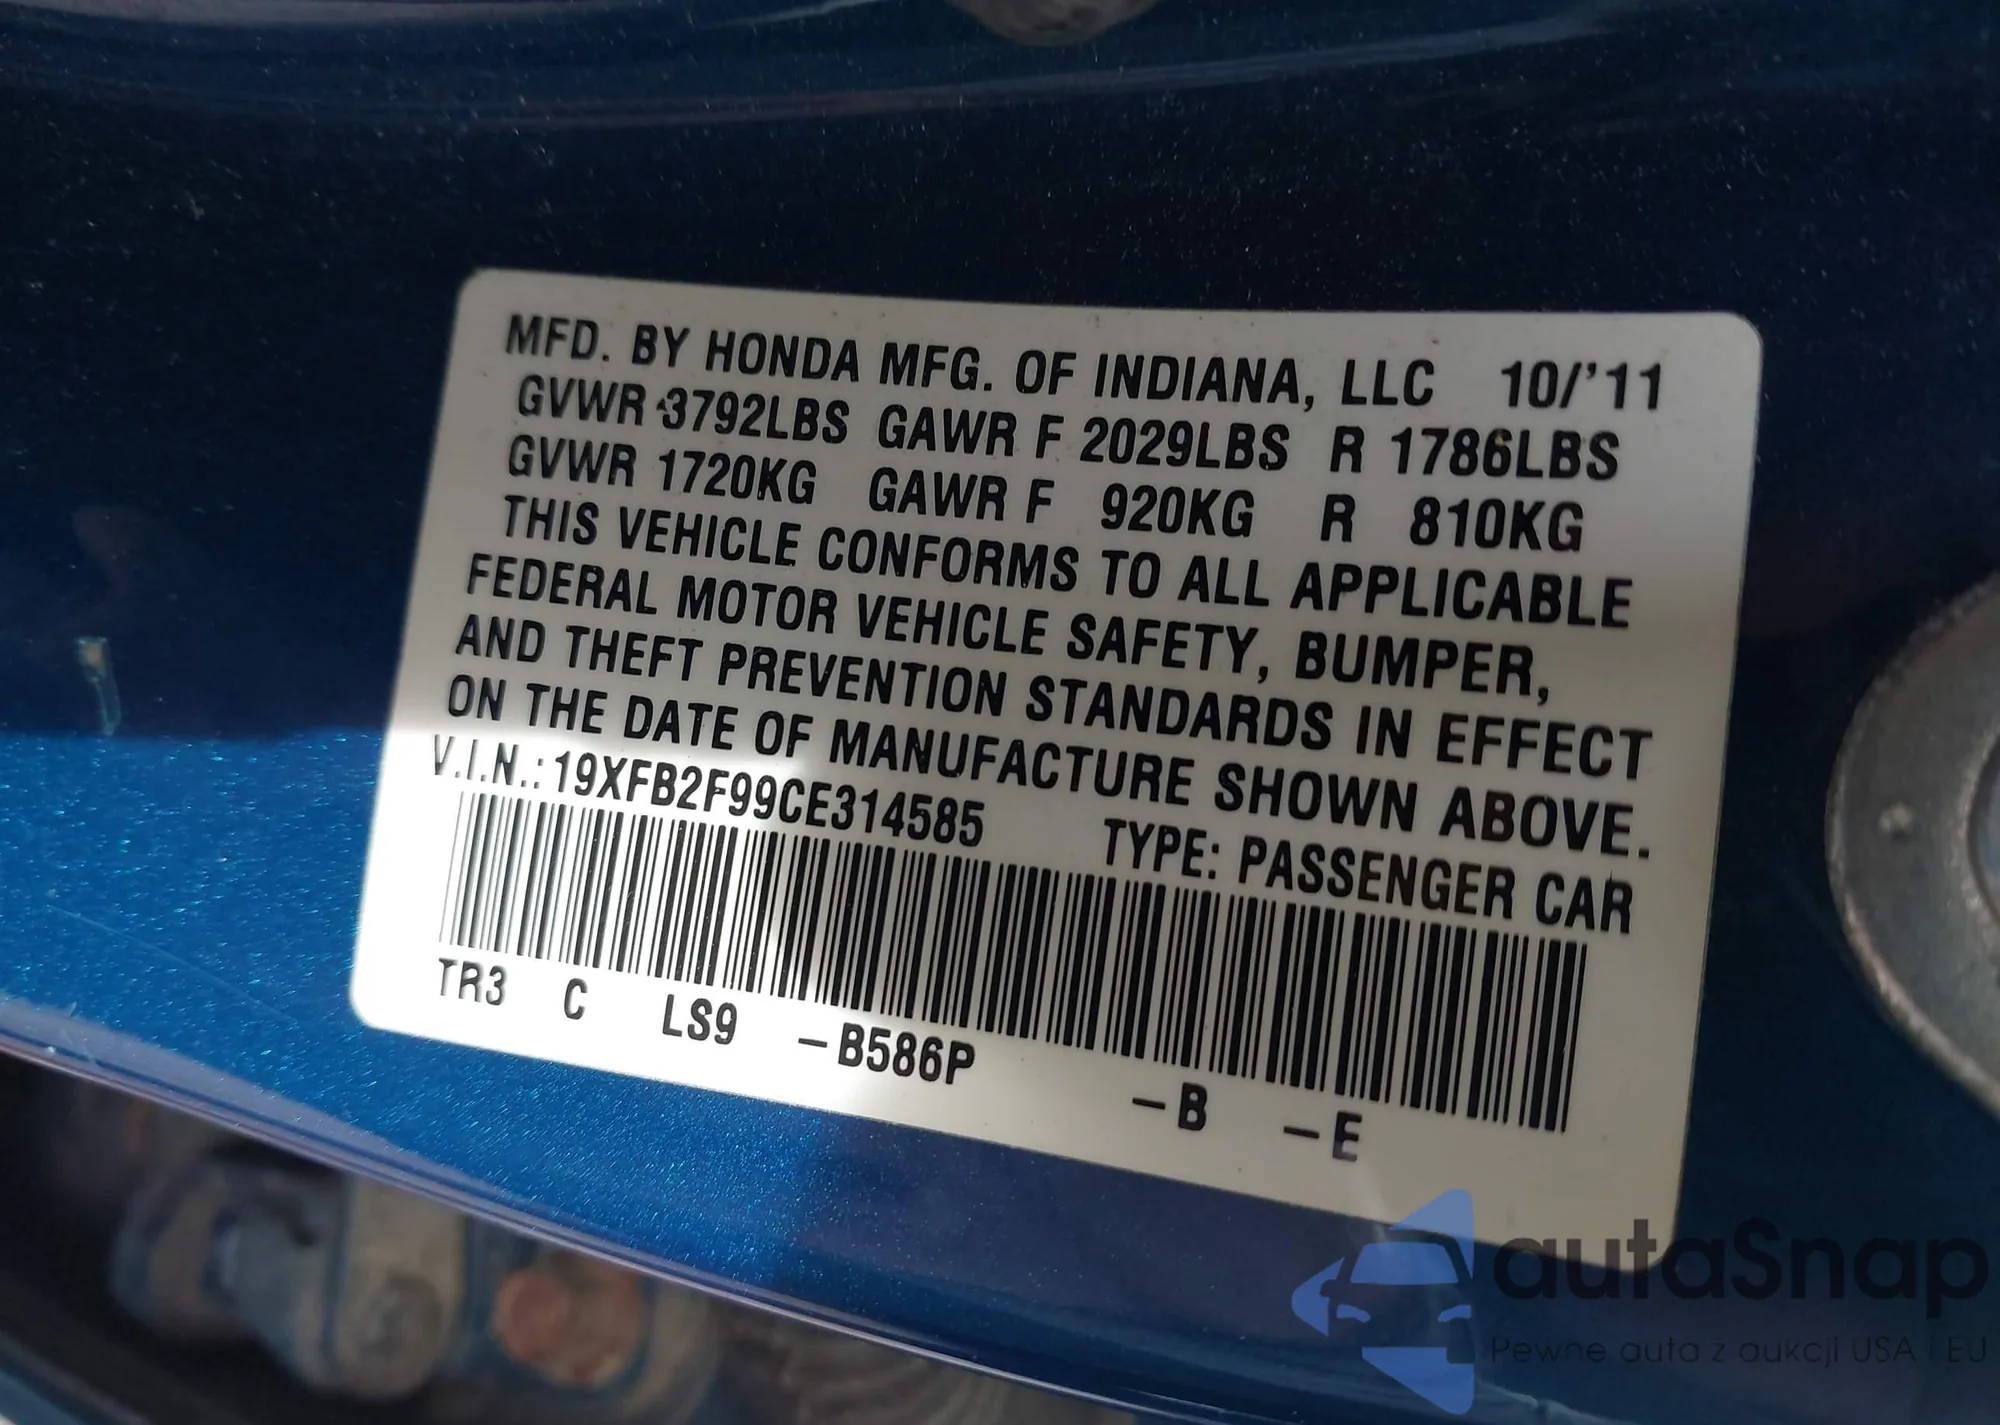 MFD. BY HONDA MFG. OF INDIANA, LLC 10/'11
GVWR 3792LBS GAWR F 2029LBS R 1786LBS
GVWR 1720KG GAWR F 920KG R 810KG
THIS VEHICLE CONFORMS TO ALL APPLICABLE
FEDERAL MOTOR VEHICLE SAFETY, BUMPER,
AND THEFT PREVENTION STANDARDS IN EFFECT
ON THE DATE OF MANUFACTURE SHOWN ABOVE.
V.I.N.: 19XFB2F99CE314585 TYPE: PASSENGER CAR
TR3 C LS9 –B586P –B –E
autaSnap
Pewne auta z aukcji USA i EU